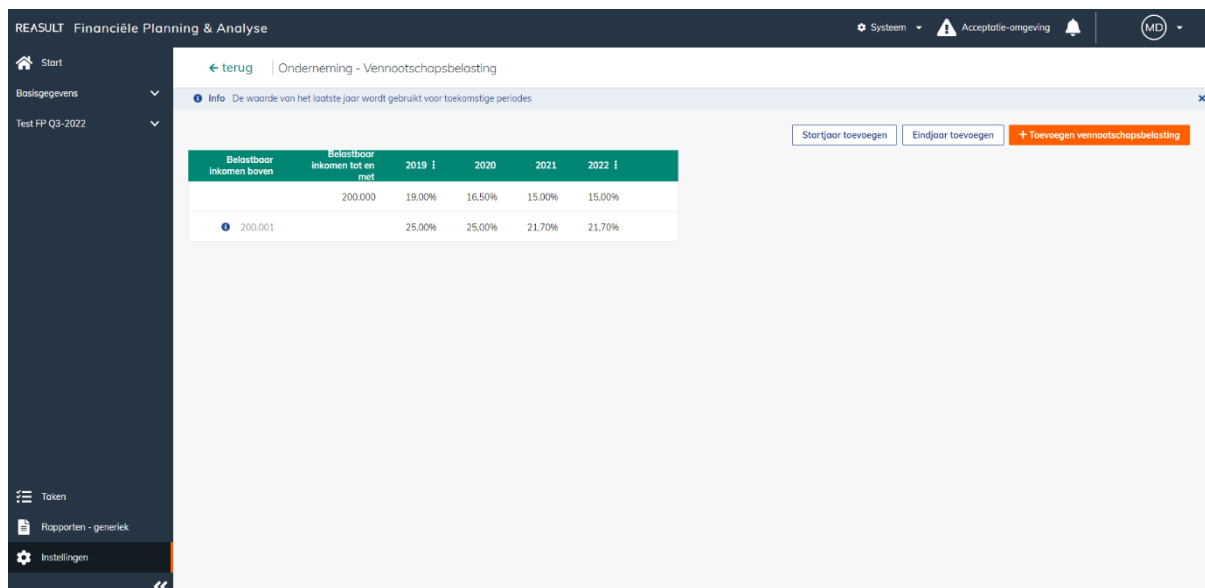 REASULT Financiële Planning & Analyse
Systeem
Acceptatie-omgeving
MD
Start
Basisgegevens
Test FP Q3-2022
Taken
Rapporten - generiek
Instellingen
← terug | Onderneming - Vennootschapsbelasting
Info De waarde van het laatste jaar wordt gebruikt voor toekomstige periodes
Startjaar toevoegen
Eindjaar toevoegen
+ Toevoegen vennootschapsbelasting
Belastbaar
inkomen boven
Belastbaar
inkomen tot en
met
2019 2020 2021 2022
200.000 19,00% 16,50% 15,00% 15,00%
200.001 25,00% 25,00% 21,70% 21,70%